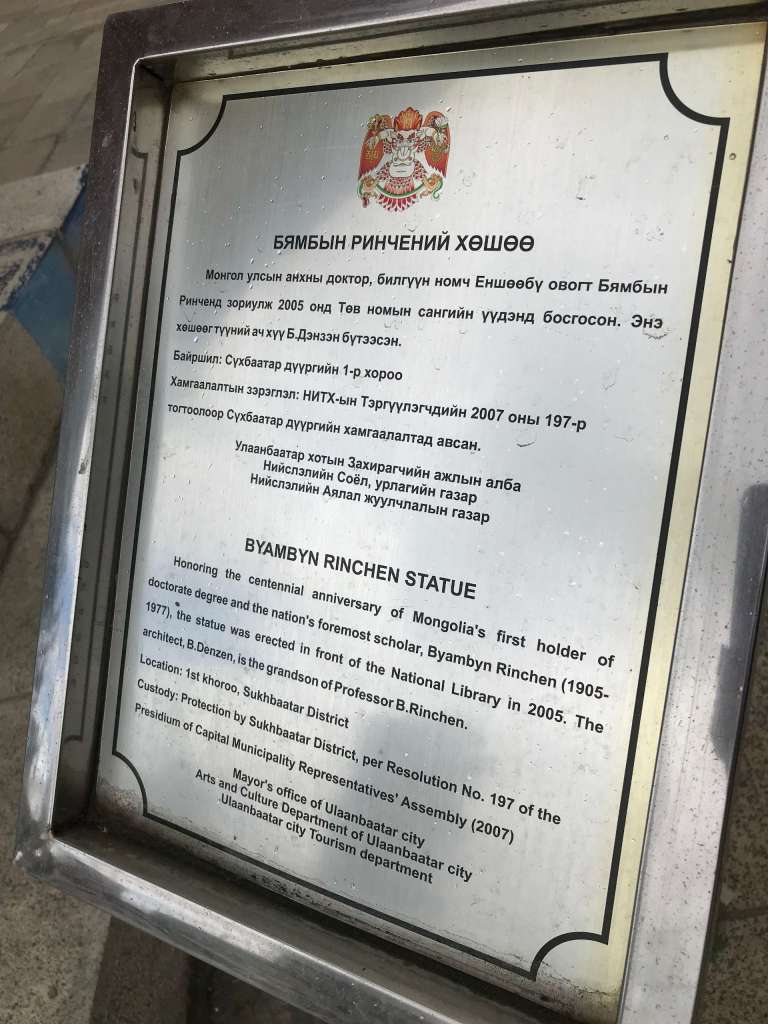 БЯМБЫН РИНЧЕНИЙ ХӨШӨӨ
Монгол улсын анхны доктор, билгүүн номч Еншөөбү овогт Бямбын
Ринченд зориулж 2005 онд Төв номын сангийн үүдэнд босгосон. Энэ
хөшөөг түүний ач хүү Б.Дэнзэн бүтээсэн.
Байршил: Сүхбаатар дүүргийн 1-р хороо
Хамгаалалтын зэрэглэл: НИТХ-ын Тэргүүлэгчдийн 2007 оны 197-р
тогтоолоор Сүхбаатар дүүргийн хамгаалалтад авсан.
Улаанбаатар хотын Захирагчийн ажлын алба
Нийслэлийн Соёл, урлагийн газар
Нийслэлийн Аялал жуулчлалын газар
BYAMBYN RINCHEN STATUE
Honoring the centennial anniversary of Mongolia's first holder of
doctorate degree and the nation's foremost scholar, Byambyn Rinchen (1905-
1977), the statue was erected in front of the National Library in 2005. The
architect, B.Denzen, is the grandson of Professor B.Rinchen.
Location: 1st khoroo, Sukhbaatar District
Custody: Protection by Sukhbaatar District, per Resolution No. 197 of the
Presidium of Capital Municipality Representatives' Assembly (2007)
Mayor's office of Ulaanbaatar city
Arts and Culture Department of Ulaanbaatar city
Ulaanbaatar city Tourism department